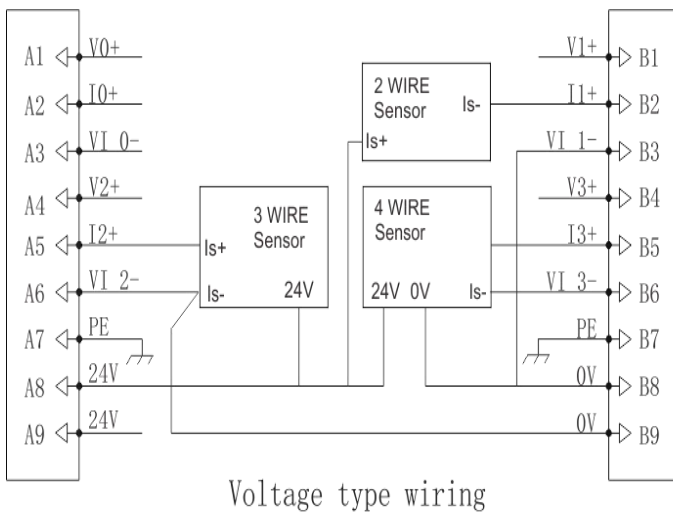 A1 V0+
A2 I0+
A3 VI 0-
A4 V2+
A5 I2+
A6 VI 2-
A7 PE
A8 24V
A9 24V
3 WIRE
Sensor
Is+
Is-
24V
2 WIRE
Sensor
Is-
Is+
4 WIRE
Sensor
24V 0V
Is-
V1+ B1
I1+ B2
VI 1- B3
V3+ B4
I3+ B5
VI 3- B6
PE B7
0V B8
0V B9
Voltage type wiring